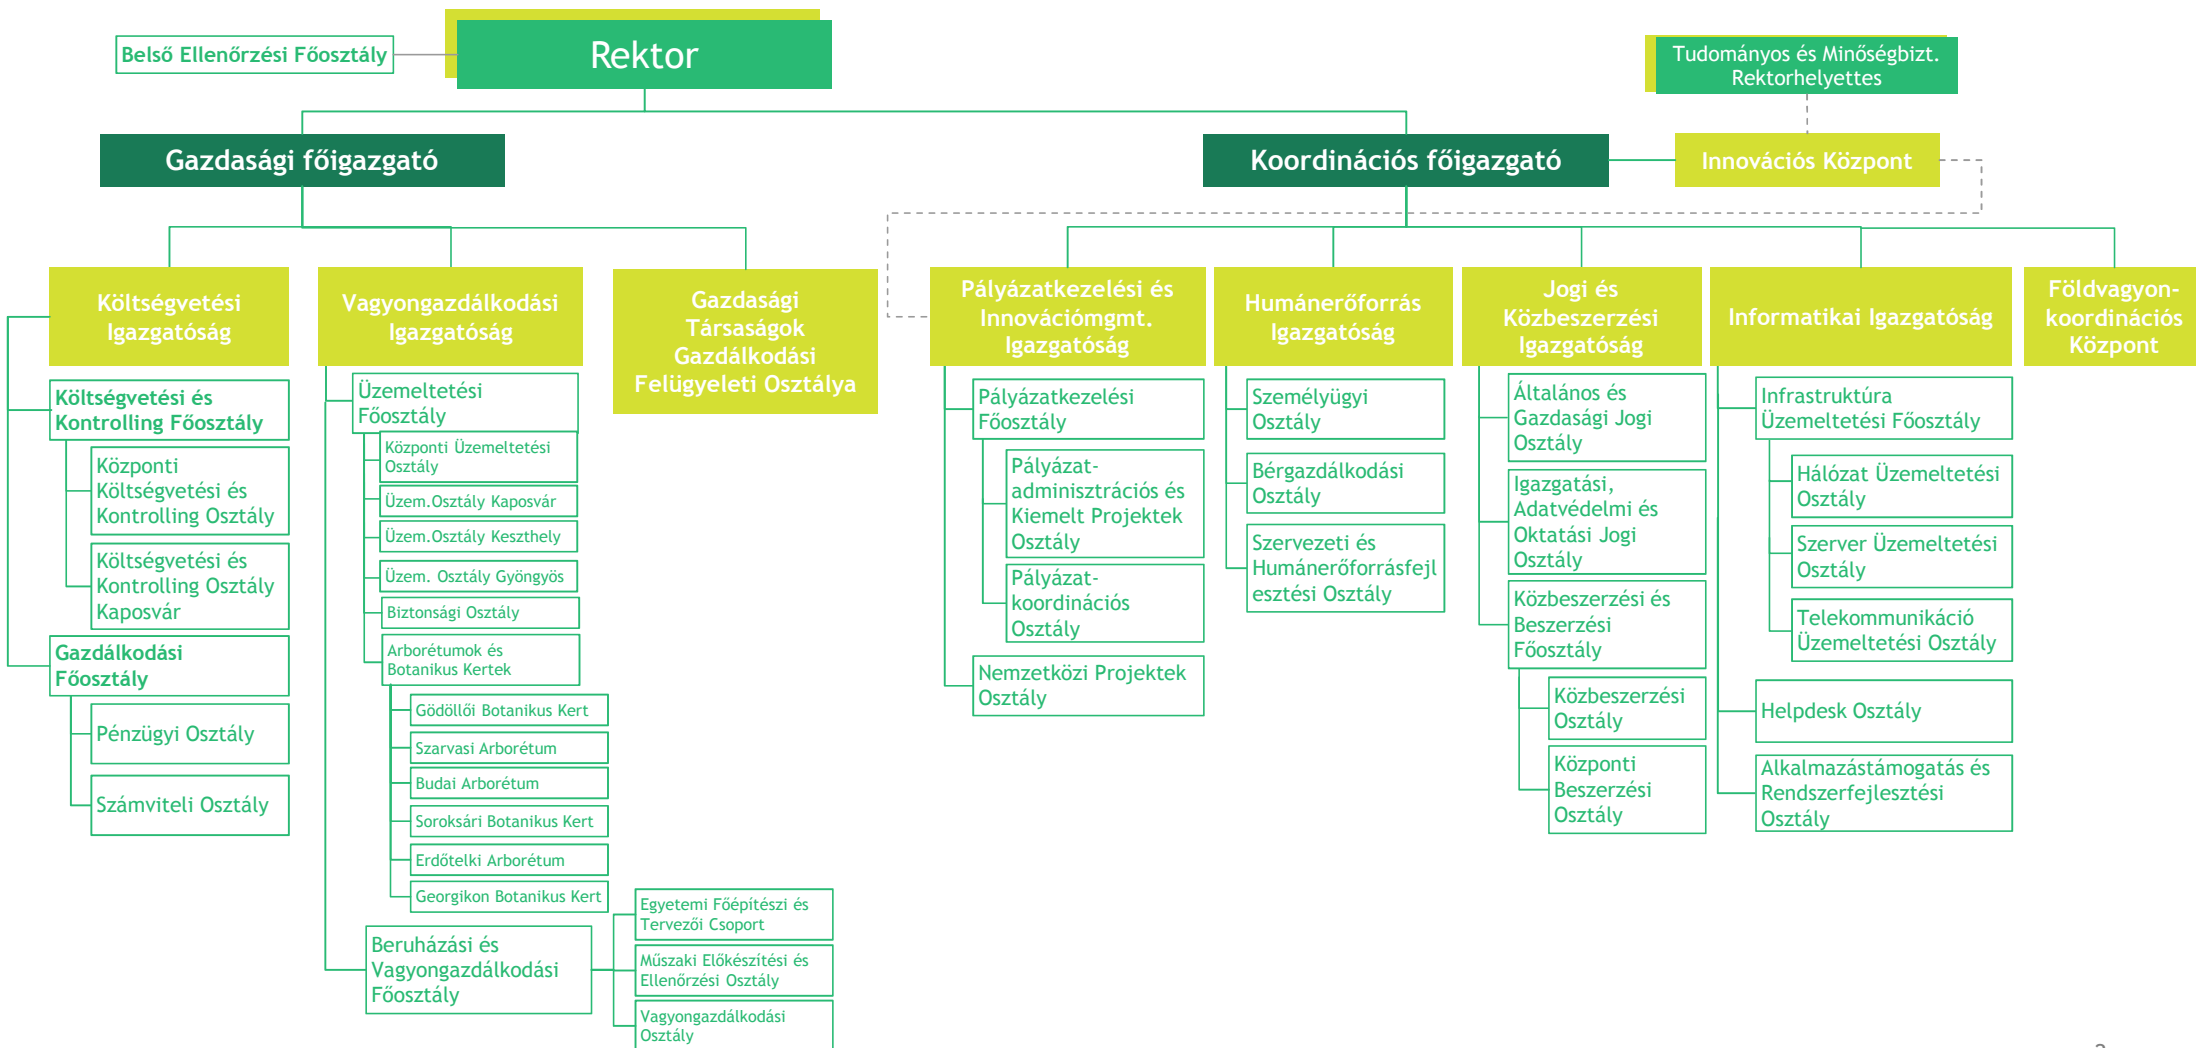 Belső Ellenőrzési Főosztály
Rektor
Tudományos és Minőségbizt.
Rektorhelyettes
Gazdasági főigazgató
Koordinációs főigazgató
Innovációs Központ
Költségvetési
Igazgatóság
Vagyongazdálkodási
Igazgatóság
Gazdasági
Társaságok
Gazdálkodási
Felügyeleti Osztálya
Pályázatkezelési és
Innovációmgmt.
Igazgatóság
Humánerőforrás
Igazgatóság
Jogi és
Közbeszerzési
Igazgatóság
Informatikai Igazgatóság
Földvagyon-
koordinációs
Központ
Költségvetési és
Kontrolling Főosztály
Központi
Költségvetési és
Kontrolling Osztály
Költségvetési és
Kontrolling Osztály
Kaposvár
Gazdálkodási
Főosztály
Pénzügyi Osztály
Számviteli Osztály
Üzemeltetési
Főosztály
Központi Üzemeltetési
Osztály
Üzem.Osztály Kaposvár
Üzem.Osztály Keszthely
Üzem. Osztály Gyöngyös
Biztonsági Osztály
Arborétumok és
Botanikus Kertek
Gödöllői Botanikus Kert
Szarvasi Arborétum
Budai Arborétum
Soroksári Botanikus Kert
Erdőtelki Arborétum
Georgikon Botanikus Kert
Beruházási és
Vagyongazdálkodási
Főosztály
Egyetemi Főépítészi és
Tervezői Csoport
Műszaki Előkészítési és
Ellenőrzési Osztály
Vagyongazdálkodási
Osztály
Pályázatkezelési
Főosztály
Pályázat-
adminisztrációs és
Kiemelt Projektek
Osztály
Pályázat-
koordinációs
Osztály
Nemzetközi Projektek
Osztály
Személyügyi
Osztály
Bérgazdálkodási
Osztály
Szervezeti és
Humánerőforrásfejl
esztési Osztály
Általános és
Gazdasági Jogi
Osztály
Igazgatási,
Adatvédelmi és
Oktatási Jogi
Osztály
Közbeszerzési és
Beszerzési
Főosztály
Közbeszerzési
Osztály
Központi
Beszerzési
Osztály
Infrastruktúra
Üzemeltetési Főosztály
Hálózat Üzemeltetési
Osztály
Szerver Üzemeltetési
Osztály
Telekommunikáció
Üzemeltetési Osztály
Helpdesk Osztály
Alkalmazástámogatás és
Rendszerfejlesztési
Osztály